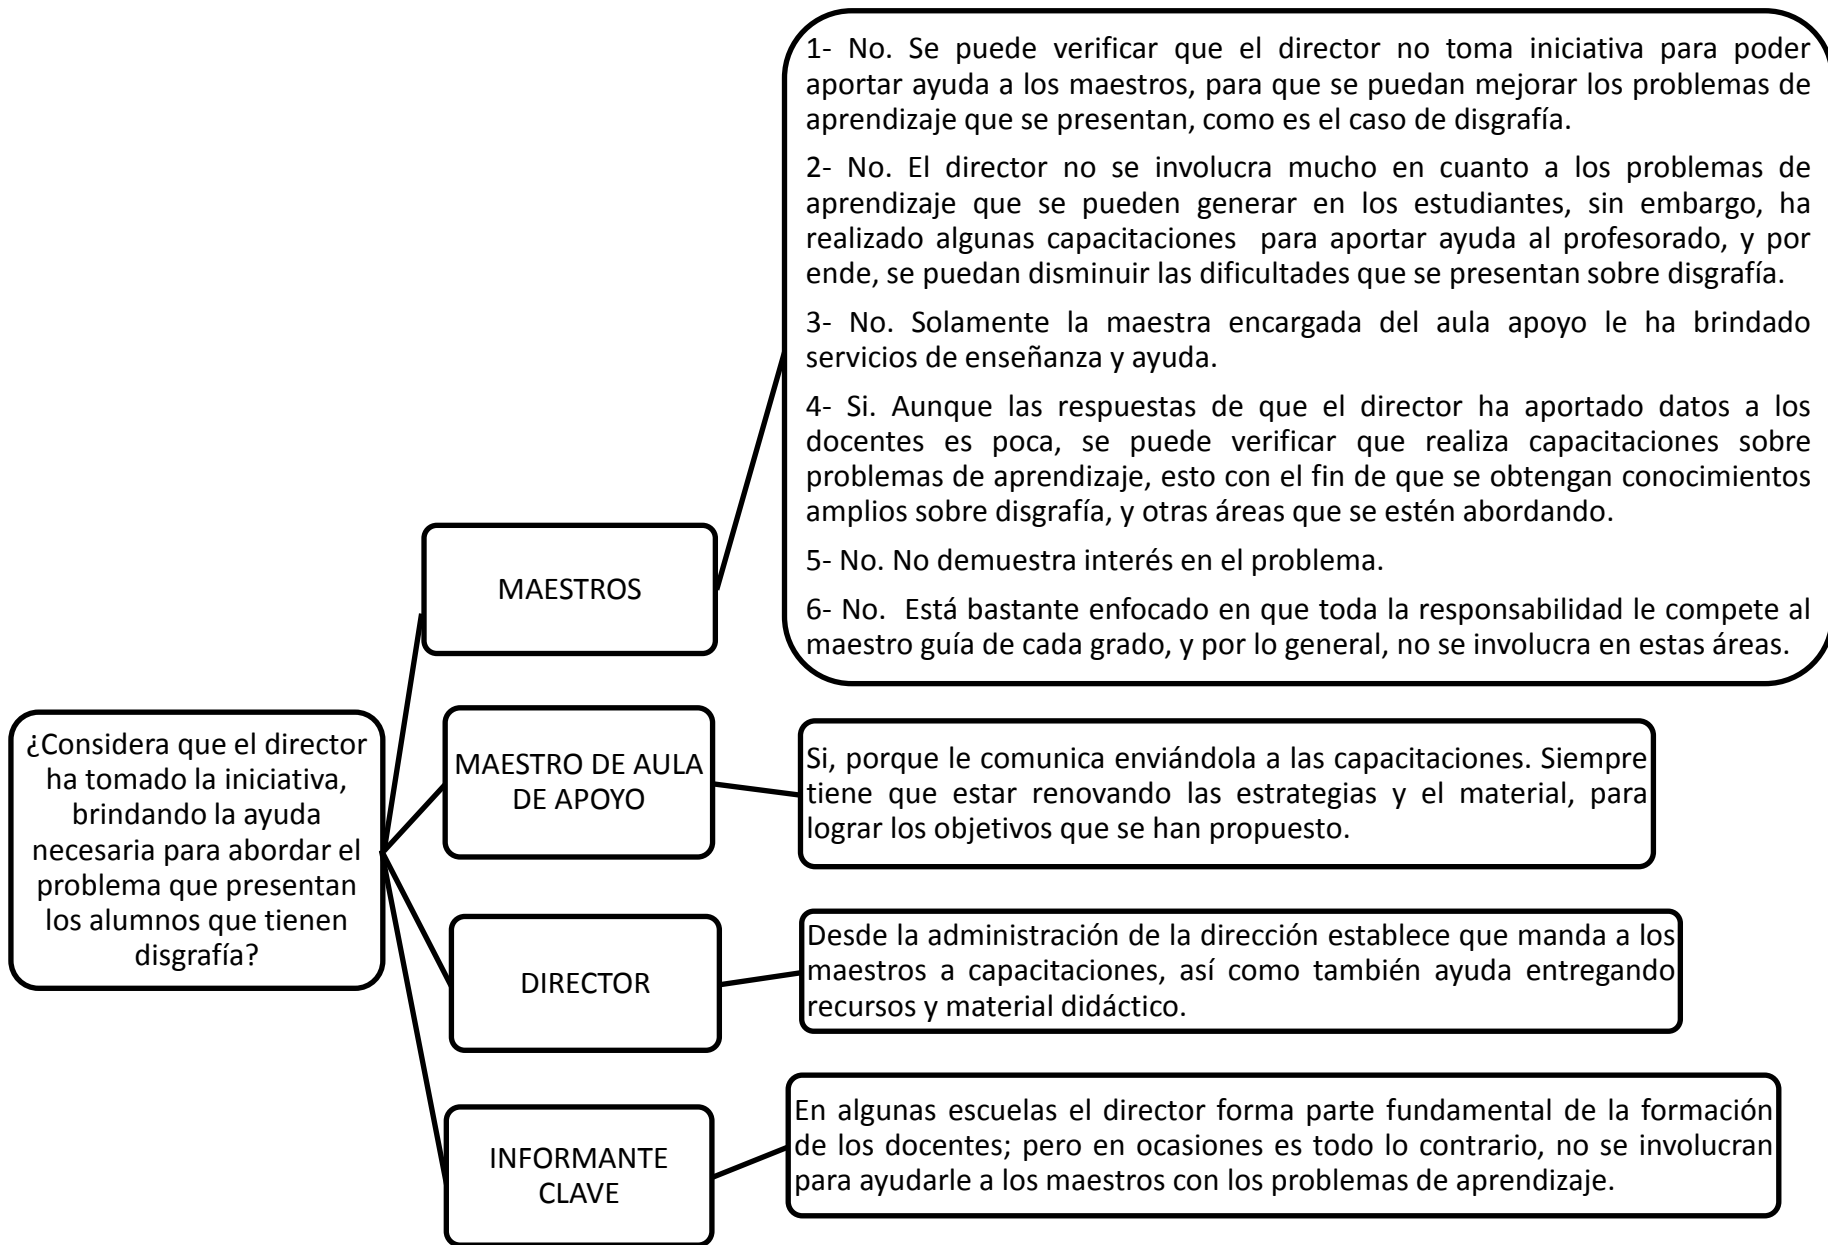 ¿Considera que el director
ha tomado la iniciativa,
brindando la ayuda
necesaria para abordar el
problema que presentan
los alumnos que tienen
disgrafía?
MAESTROS
1- No. Se puede verificar que el director no toma iniciativa para poder
aportar ayuda a los maestros, para que se puedan mejorar los problemas de
aprendizaje que se presentan, como es el caso de disgrafía.
2- No. El director no se involucra mucho en cuanto a los problemas de
aprendizaje que se pueden generar en los estudiantes, sin embargo, ha
realizado algunas capacitaciones para aportar ayuda al profesorado, y por
ende, se puedan disminuir las dificultades que se presentan sobre disgrafía.
3- No. Solamente la maestra encargada del aula apoyo le ha brindado
servicios de enseñanza y ayuda.
4- Si. Aunque las respuestas de que el director ha aportado datos a los
docentes es poca, se puede verificar que realiza capacitaciones sobre
problemas de aprendizaje, esto con el fin de que se obtengan conocimientos
amplios sobre disgrafía, y otras áreas que se estén abordando.
5- No. No demuestra interés en el problema.
6- No. Está bastante enfocado en que toda la responsabilidad le compete al
maestro guía de cada grado, y por lo general, no se involucra en estas áreas.
MAESTRO DE AULA
DE APOYO
Si, porque le comunica enviándola a las capacitaciones. Siempre
tiene que estar renovando las estrategias y el material, para
lograr los objetivos que se han propuesto.
DIRECTOR
Desde la administración de la dirección establece que manda a los
maestros a capacitaciones, así como también ayuda entregando
recursos y material didáctico.
INFORMANTE
CLAVE
En algunas escuelas el director forma parte fundamental de la formación
de los docentes; pero en ocasiones es todo lo contrario, no se involucran
para ayudarle a los maestros con los problemas de aprendizaje.